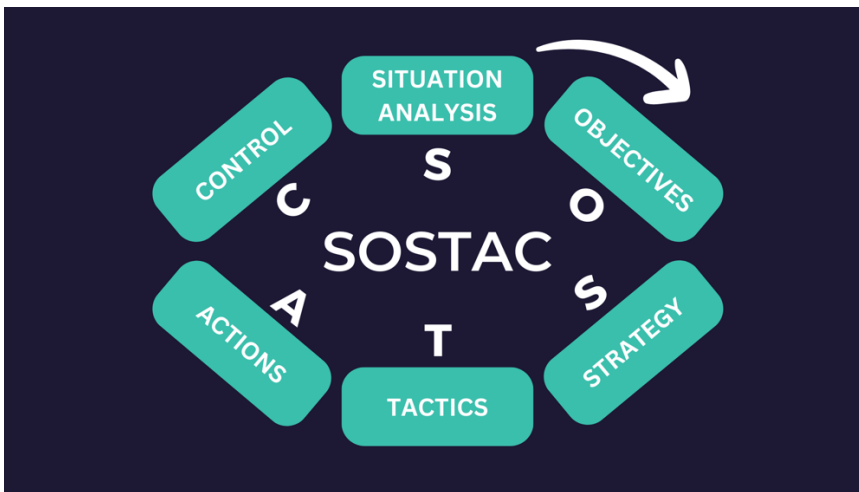 SITUATION
ANALYSIS
OBJECTIVES
STRATEGY
TACTICS
ACTIONS
CONTROL
S
O
S
T
A
C
SOSTAC